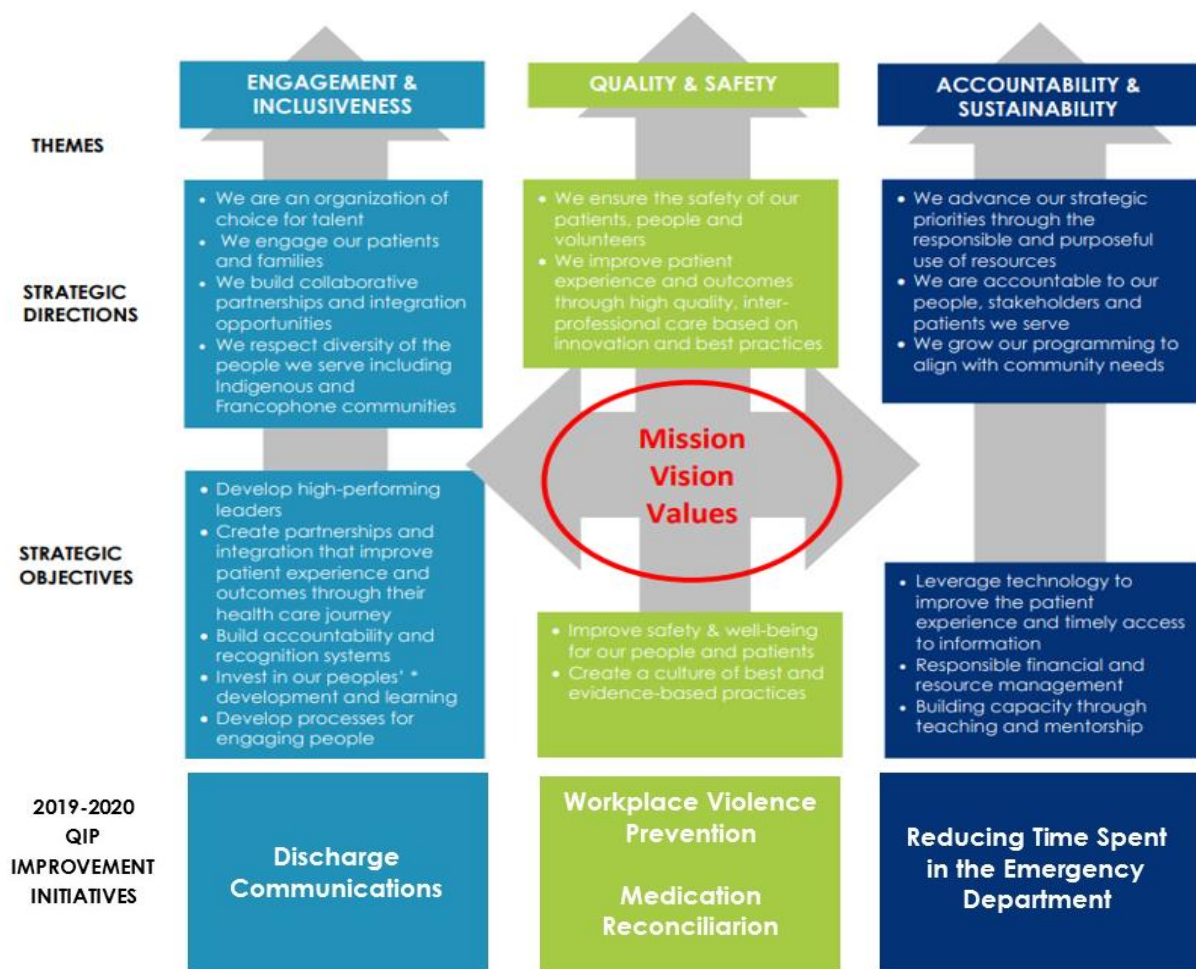 ENGAGEMENT &
INCLUSIVENESS
QUALITY & SAFETY
ACCOUNTABILITY &
SUSTAINABILITY
THEMES
STRATEGIC
DIRECTIONS
• We are an organization of
choice for talent
• We engage our patients
and families
• We build collaborative
partnerships and integration
opportunities
• We respect diversity of the
people we serve including
Indigenous and
Francophone communities
• We ensure the safety of our
patients, people and
volunteers
• We improve patient
experience and outcomes
through high quality, inter-
professional care based on
innovation and best practices
• We advance our strategic
priorities through the
responsible and purposeful
use of resources
• We are accountable to our
people, stakeholders and
patients we serve
• We grow our programming to
align with community needs
Mission
Vision
Values
STRATEGIC
OBJECTIVES
• Develop high-performing
leaders
• Create partnerships and
integration that improve
patient experience and
outcomes through their
health care journey
• Build accountability and
recognition systems
• Invest in our peoples' *
development and learning
• Develop processes for
engaging people
• Improve safety & well-being
for our people and patients
• Create a culture of best and
evidence-based practices
• Leverage technology to
improve the patient
experience and timely access
to information
• Responsible financial and
resource management
• Building capacity through
teaching and mentorship
2019-2020
QIP
IMPROVEMENT
INITIATIVES
Discharge
Communications
Workplace Violence
Prevention
Medication
Reconciliarion
Reducing Time Spent
in the Emergency
Department